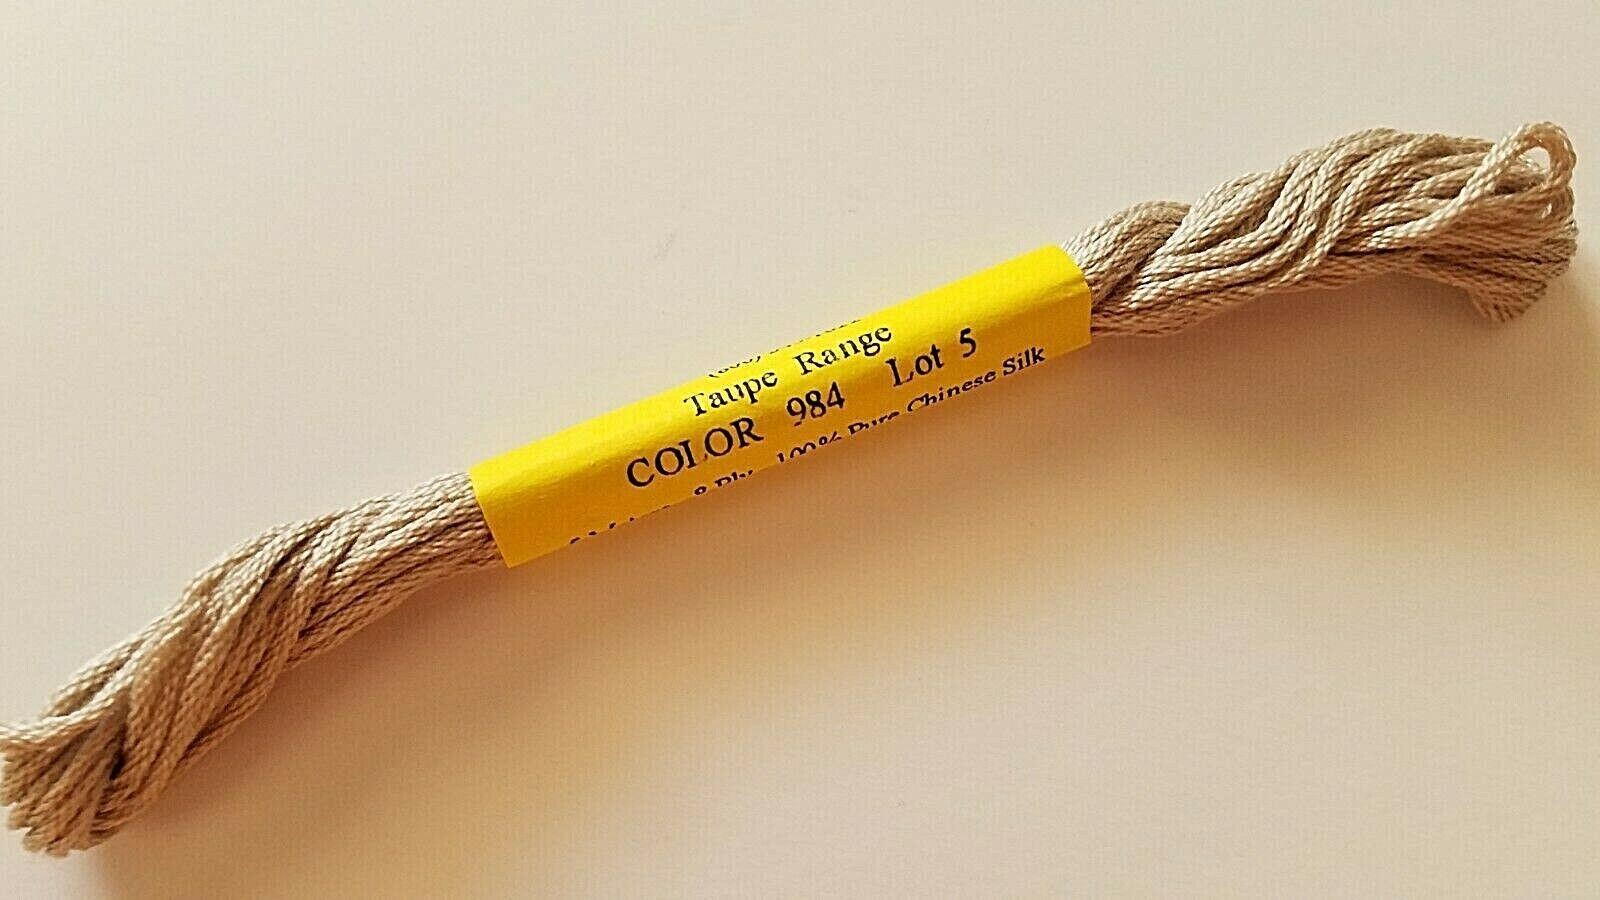 Taupe Range
COLOR 984 Lot 5
8 Ply 100% Pure Chinese Silk